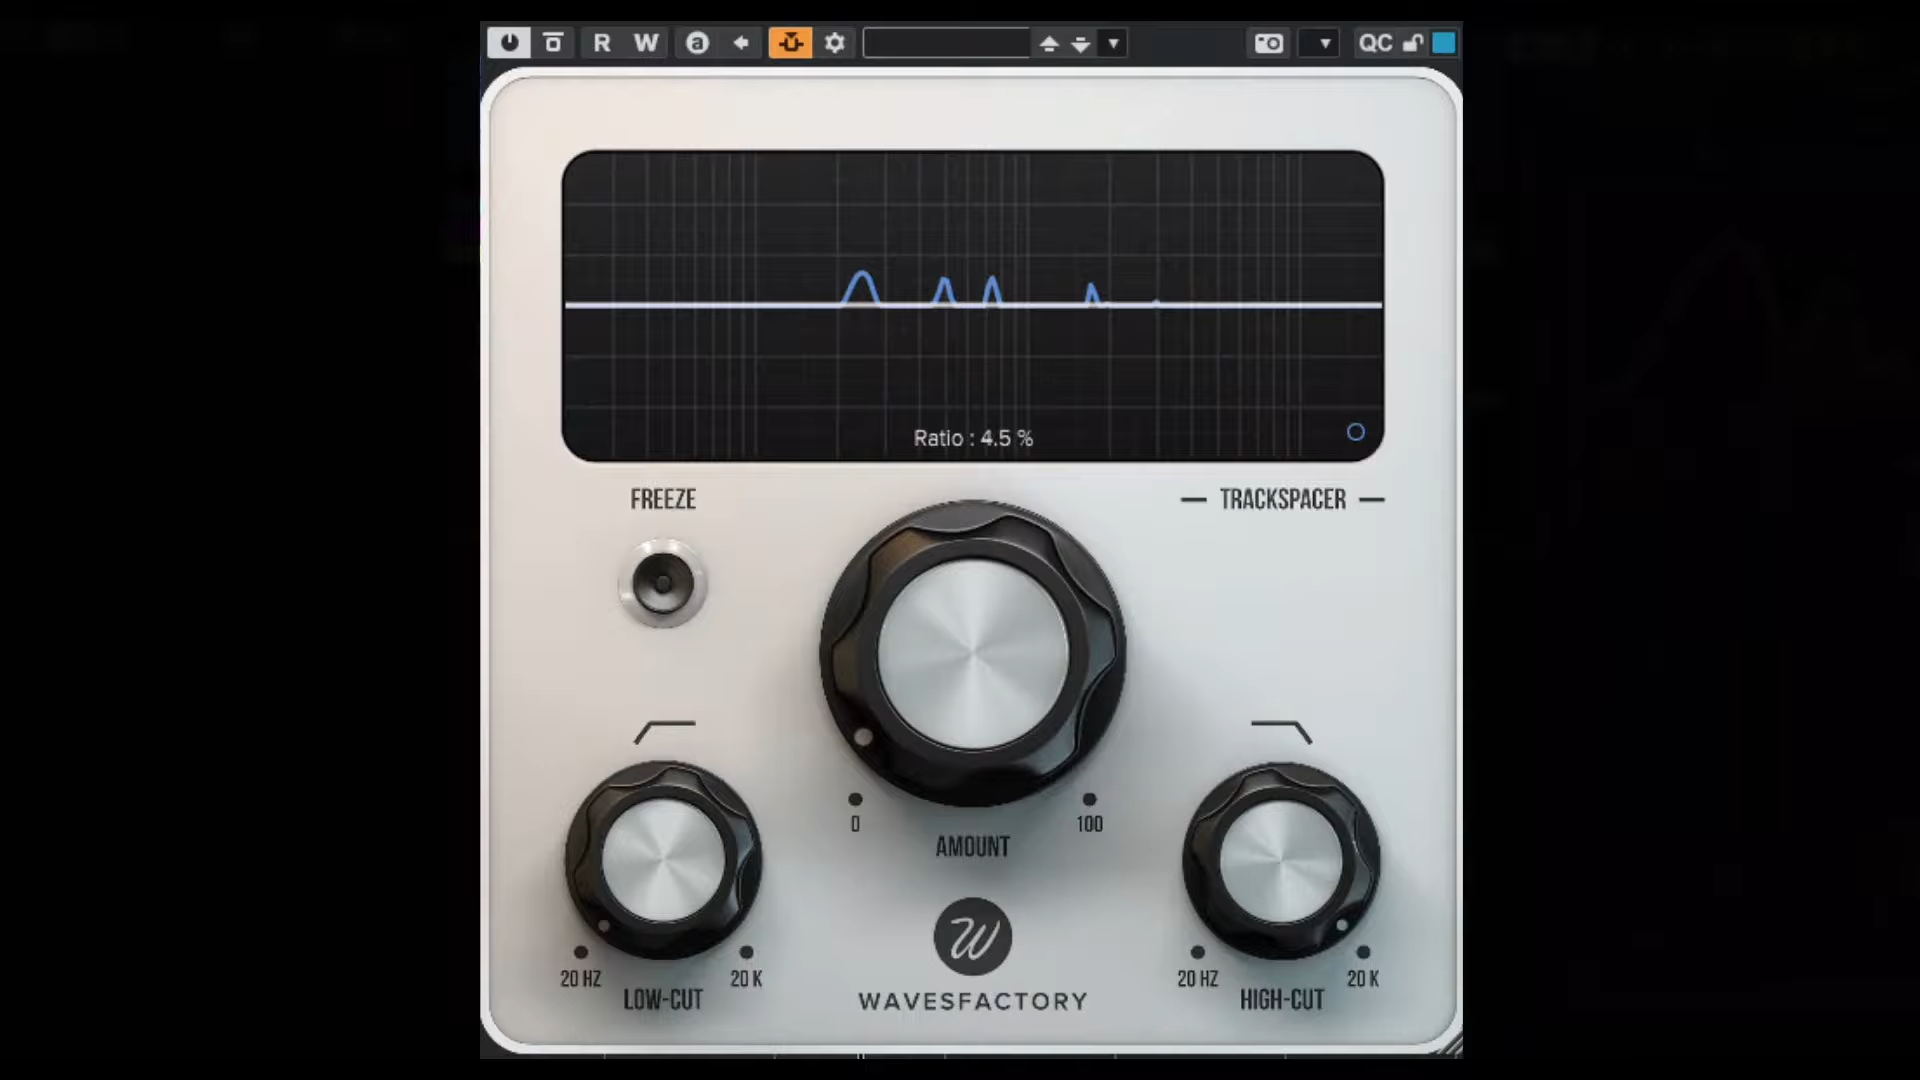 R W a QC
Ratio : 4.5 %
FREEZE
TRACKSPACER
0
100
AMOUNT
20 HZ
20 K
LOW-CUT
20 HZ
20 K
HIGH-CUT
W
WAVESFACTORY